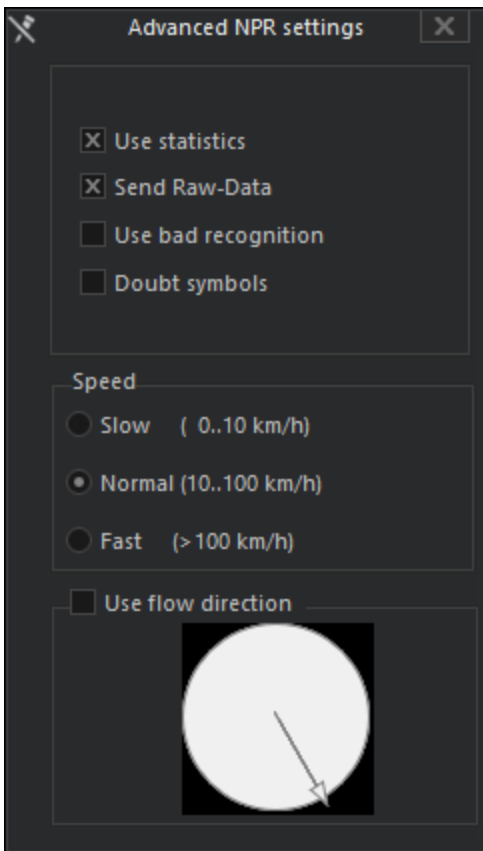 Advanced NPR settings
Use statistics
Send Raw-Data
Use bad recognition
Doubt symbols
Speed
Slow ( 0..10 km/h)
Normal (10..100 km/h)
Fast (>100 km/h)
Use flow direction